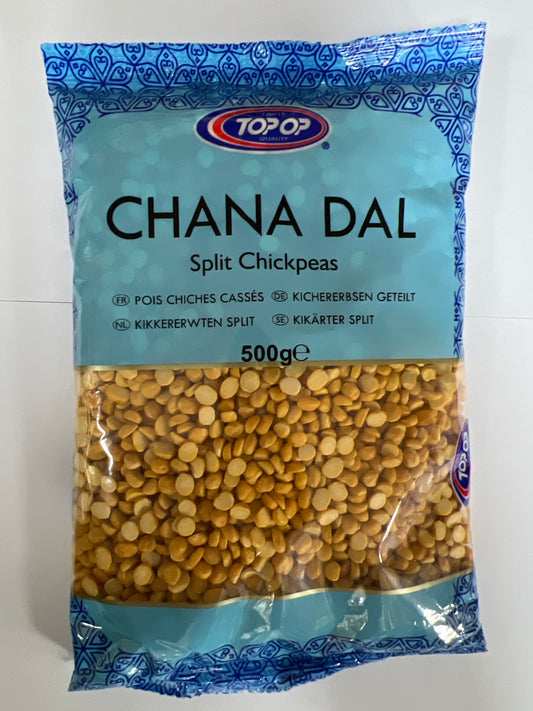 TOP OP
QUALITY
®
CHANA DAL
Split Chickpeas
FR POIS CHICHES CASSÉS DE KICHERERBSEN GETEILT
NL KIKKERERWTEN SPLIT SE KIKÄRTER SPLIT
500g℮
TOP OP